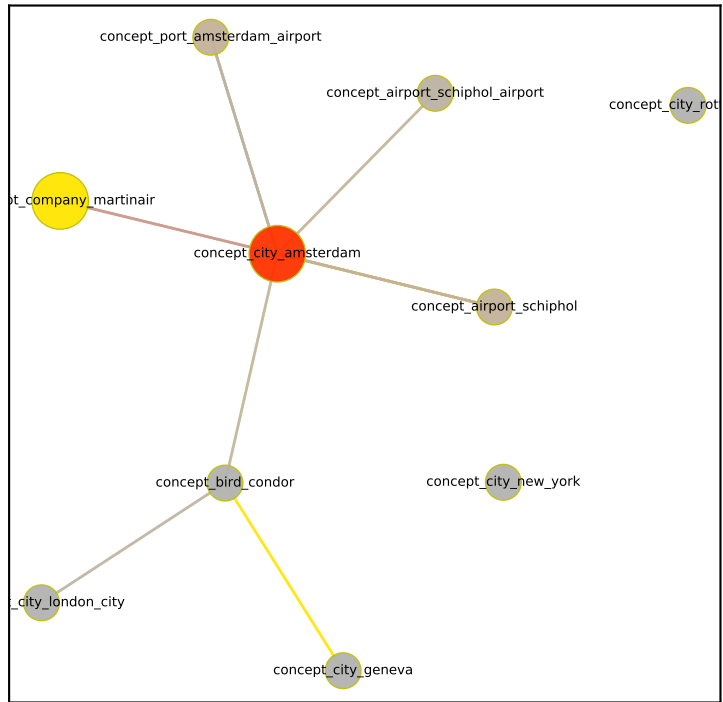 concept_port_amsterdam_airport
concept_airport_schiphol_airport
concept_city_rot
pt_company_martinair
concept_city_amsterdam
concept_airport_schiphol
concept_bird_condor
concept_city_new_york
t_city_london_city
concept_city_geneva